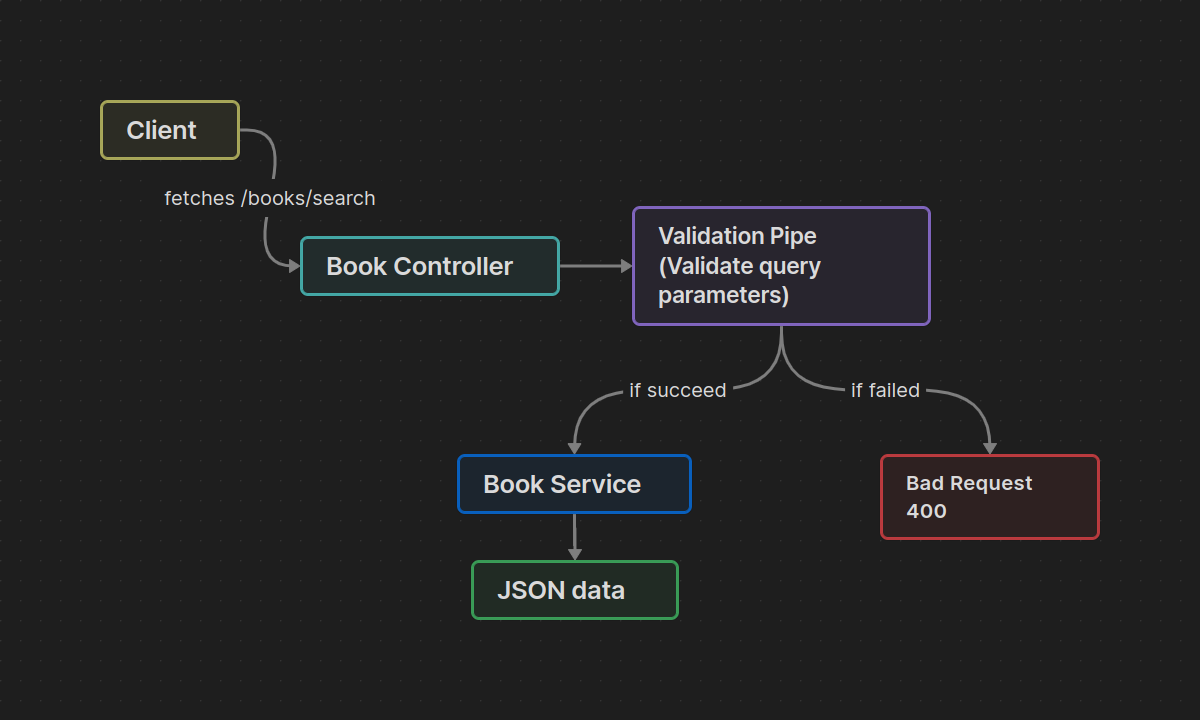 Client
fetches /books/search
Book Controller
Validation Pipe
(Validate query
parameters)
if succeed
if failed
Book Service
Bad Request
400
JSON data